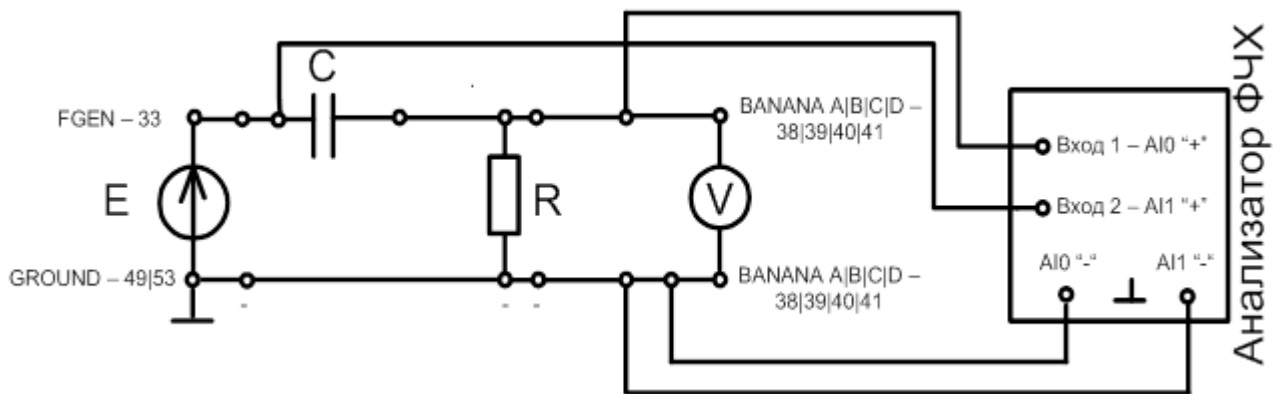 C
FGEN – 33
BANANA A|B|C|D –
38|39|40|41
Вход 1 – AI0 “+”
E
R
V
Вход 2 – AI1 “+”
GROUND – 49|53
AI0 “-“
AI1 “-“
BANANA A|B|C|D –
38|39|40|41
- - -
Анализатор ФЧХ